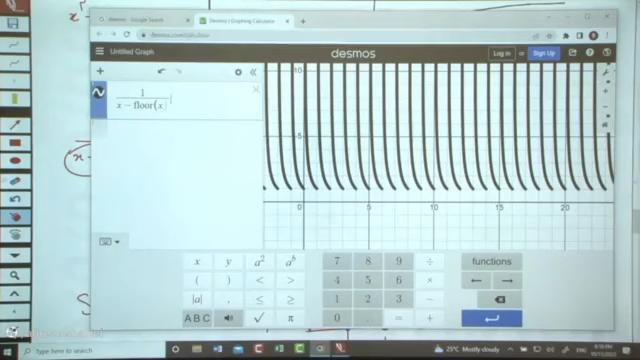 desmos - Google Search
Desmos | Graphing Calculator
desmos.com/calculator
Untitled Graph
desmos
Log in or Sign Up
1
x − floor(x)
10
5
0 5 10 15 20
x y a² aᵇ 7 8 9 ÷ functions
( ) < > 4 5 6 × ← →
|a| , ≤ ≥ 1 2 3 −
A B C √ π 0 . = +
Type here to search
25°C Mostly cloudy